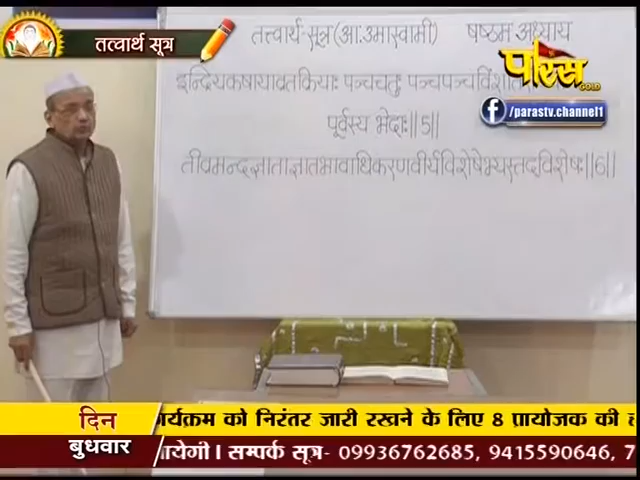 तत्वार्थ सूत्र
तत्त्वार्थ-सूत्र(आ.उमास्वामी) षष्ठम अध्याय
पारस GOLD
/parastv.channel1
इन्द्रियकषायाव्रतक्रियाः पञ्चचतुः पञ्चपञ्चविंशति
पूर्वस्य भेदाः||5||
तीव्रमन्दज्ञाताज्ञातभावाधिकरणवीर्यविशेषेभ्यस्तद्विशेषः||6||
दिन
बुधवार
र्यक्रम को निरंतर जारी रखने के लिए 8 प्रायोजक की
ायेगी। सम्पर्क सूत्र- 09936762685, 9415590646, 7